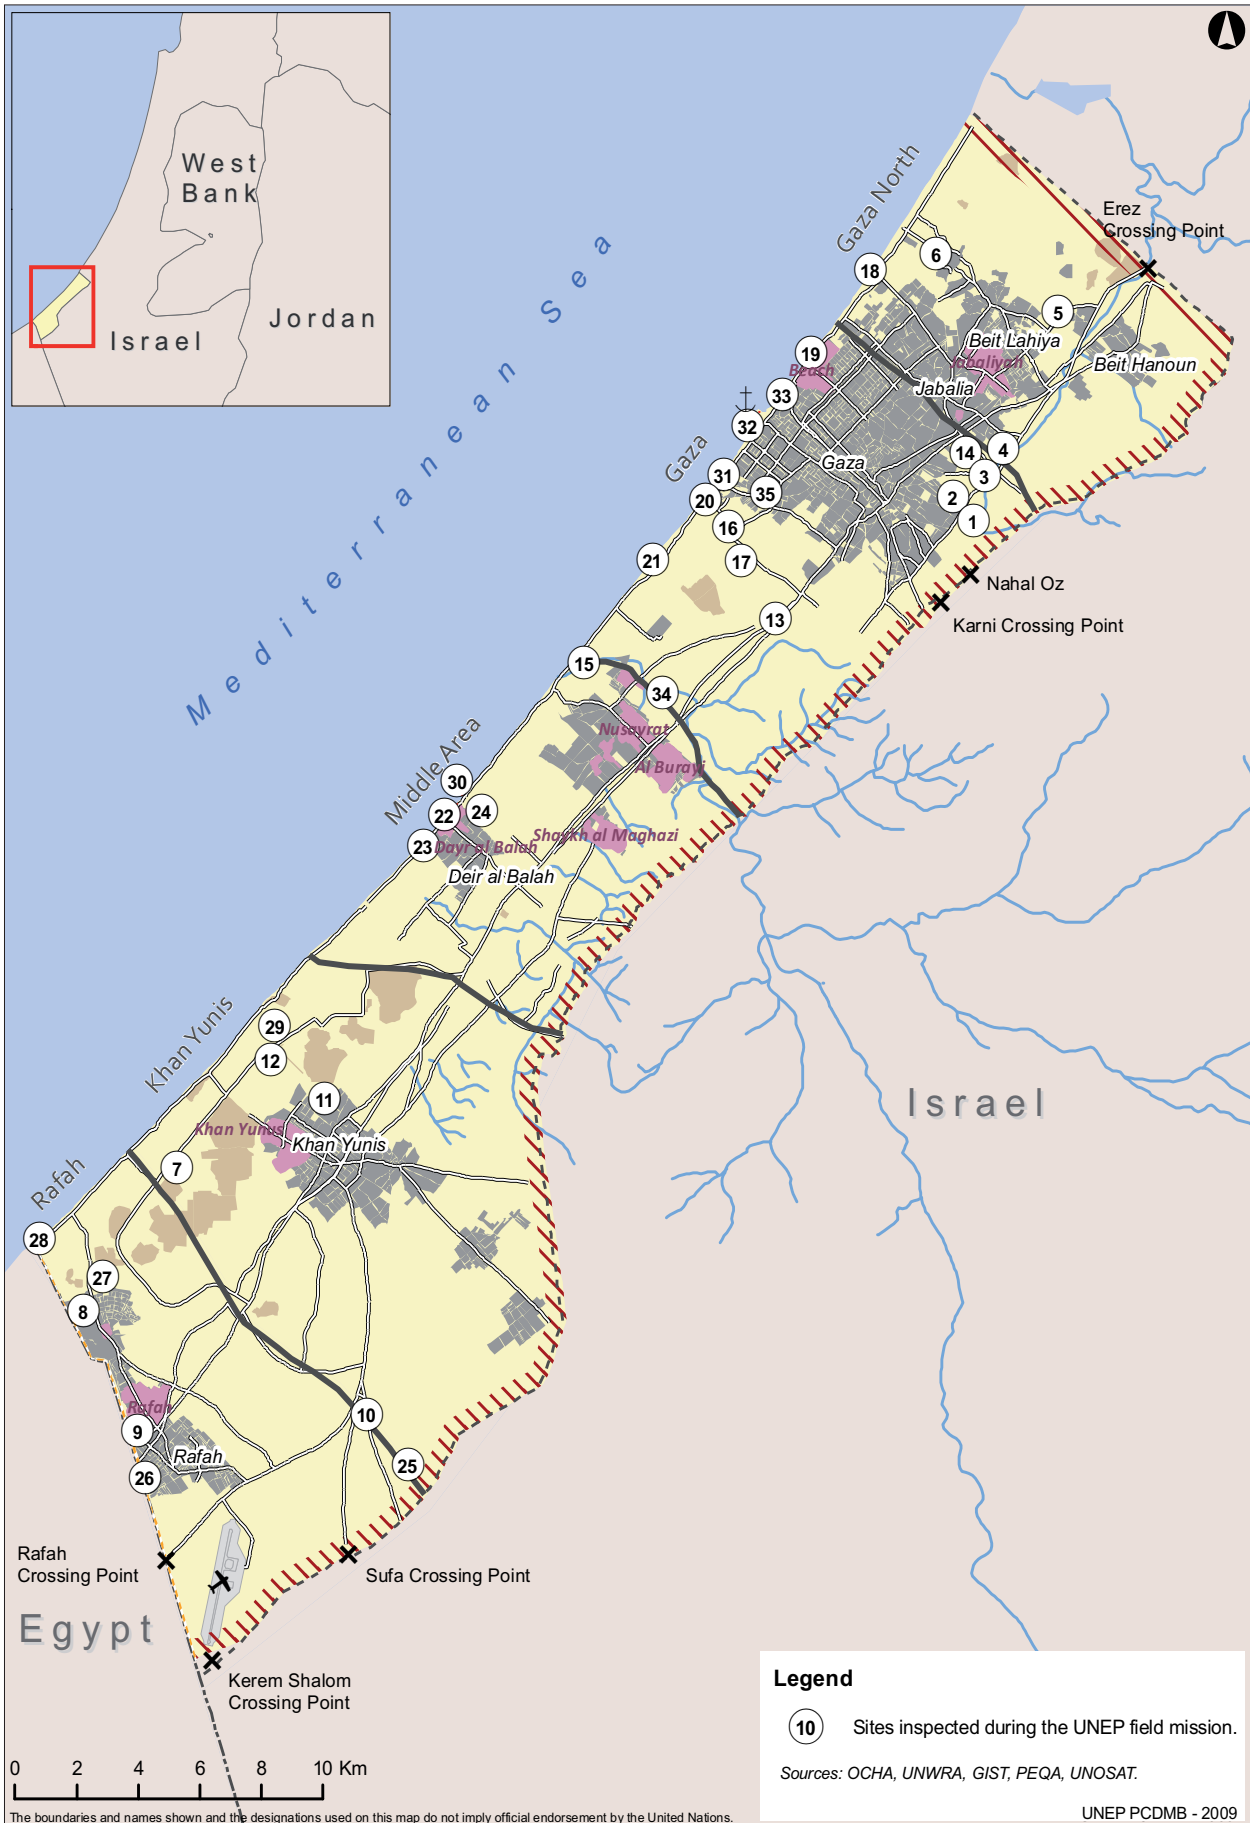 West
Bank
Israel
Jordan
Mediterranean Sea
Gaza North
Erez
Crossing Point
6
18
5
Beit Lahiya
Jabaliyah
Beit Hanoun
19
Beach
Jabalia
33
32
Gaza
Gaza
14
4
3
31
35
20
2
16
1
21
17
Nahal Oz
Karni Crossing Point
13
15
34
Nusayrat
Al Burayj
Middle Area
30
22
24
23
Shaykh al Maghazi
Dayr al Balah
Deir al Balah
Khan Yunis
29
12
11
Khan Yunus
Khan Yunis
Israel
7
Rafah
28
27
8
Rafah
9
10
Rafah
26
25
Rafah
Crossing Point
Sufa Crossing Point
Egypt
Kerem Shalom
Crossing Point
Legend
10 Sites inspected during the UNEP field mission.
Sources: OCHA, UNWRA, GIST, PEQA, UNOSAT.
UNEP PCDMB - 2009
0 2 4 6 8 10 Km
The boundaries and names shown and the designations used on this map do not imply official endorsement by the United Nations.